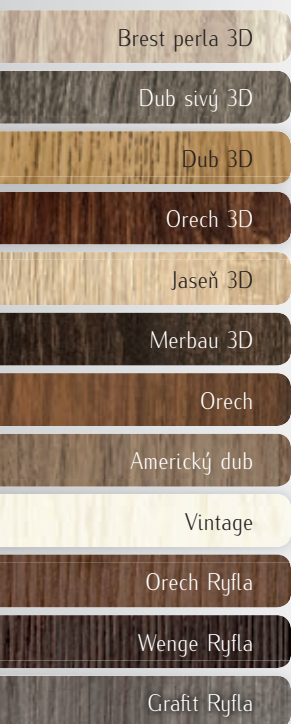 Brest perla 3D
Dub sivý 3D
Dub 3D
Orech 3D
Jaseň 3D
Merbau 3D
Orech
Americký dub
Vintage
Orech Ryfla
Wenge Ryfla
Grafit Ryfla